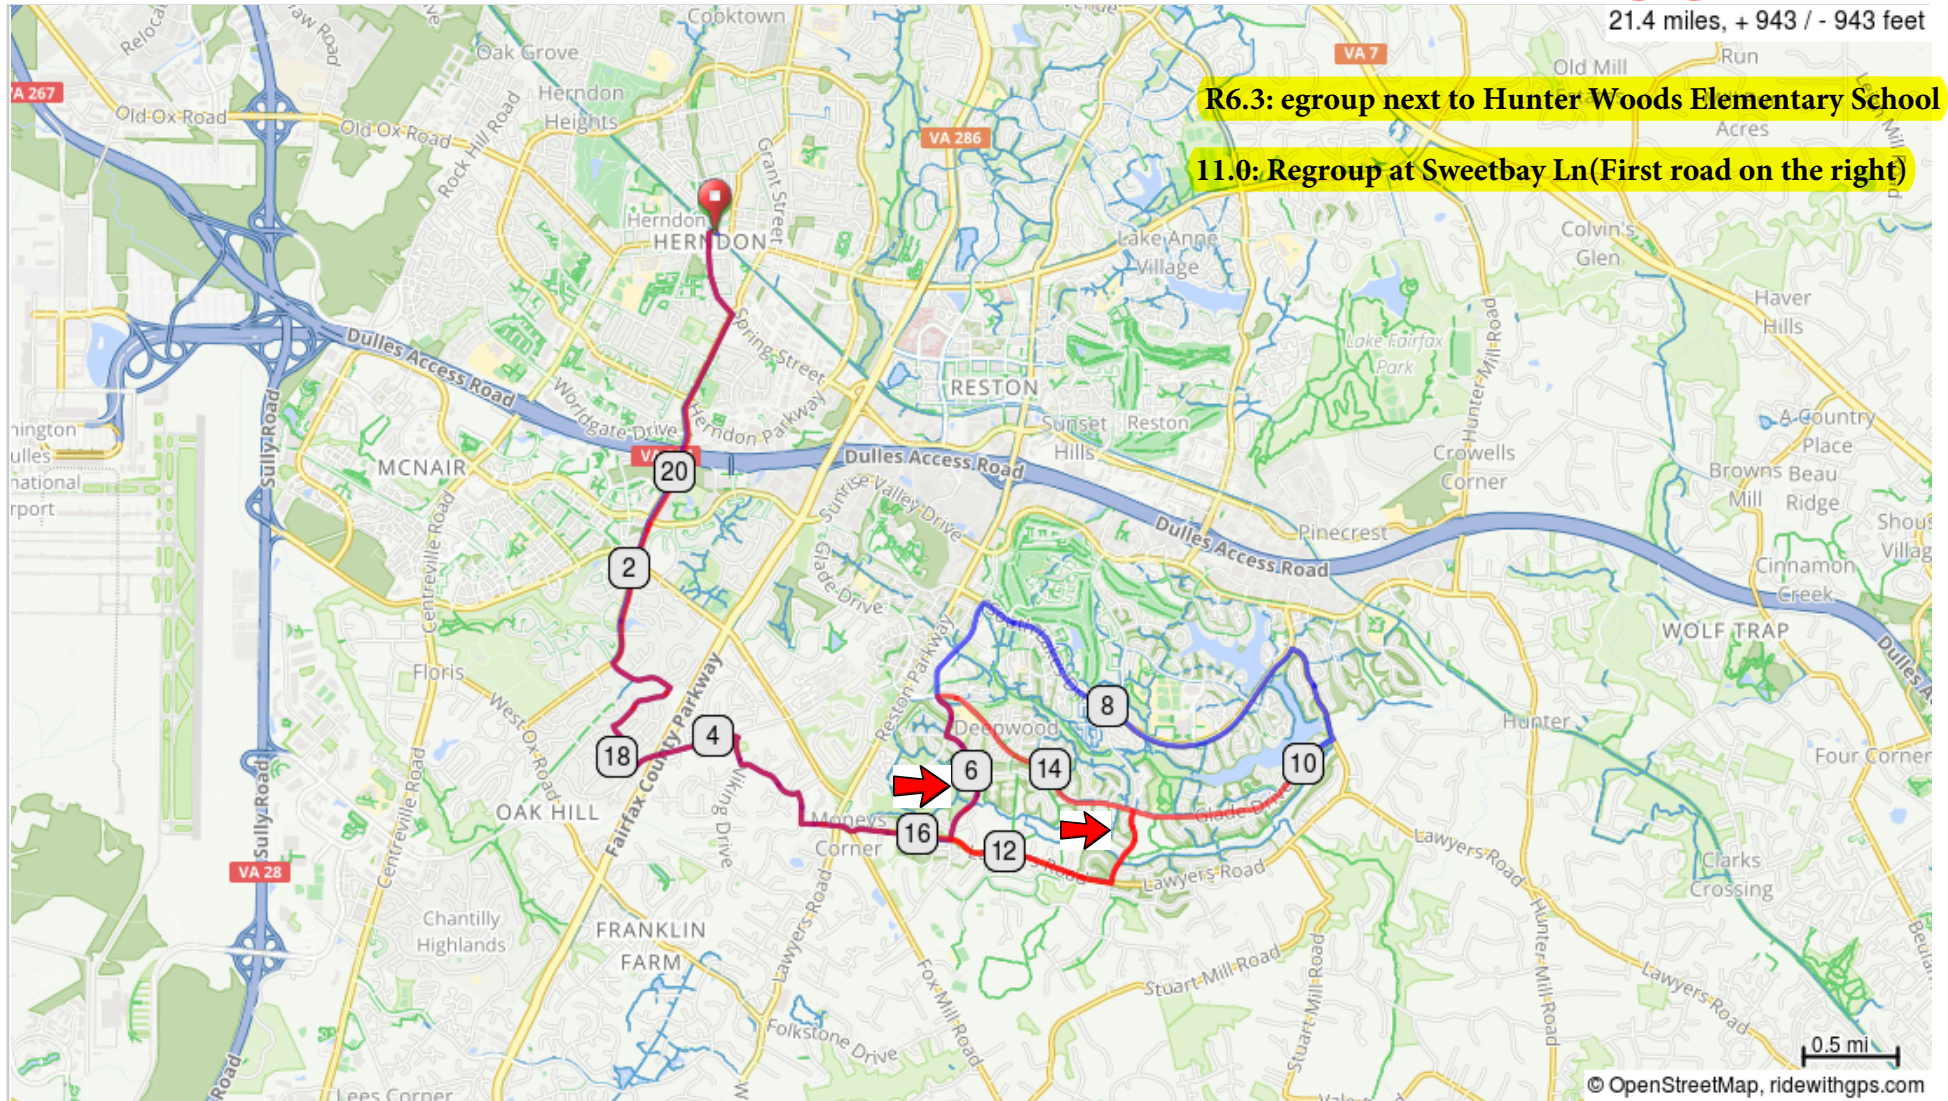 21.4 miles, + 943 / - 943 feet
R6.3: egroup next to Hunter Woods Elementary School
11.0: Regroup at Sweetbay Ln(First road on the right)
Cooktown
Oak Grove
VA 7
Old Mill
Run
Acres
Herndon
Heights
VA 267
Old Ox Road
Old Ox Road
Rock Hill Road
VA 286
Grant Street
Herndon
HERNDON
Lake Anne
Village
Colvin's
Glen
Haver
Hills
Dulles Access Road
Spring Street
Lake Fairfax
Park
Hunter Mill Road
RESTON
Worldgate Drive
Herndon Parkway
Sunset
Hills
Reston
A Country
Place
MCNAIR
Sully Road
20
Dulles Access Road
Crowells
Corner
Browns
Mill
Beau
Ridge
Centreville Road
Sunrise Valley Drive
Dulles Access Road
Pinecrest
Cinnamon
Creek
2
Glade Drive
WOLF TRAP
Floris
Reston Parkway
West Ox Road
Fairfax County Parkway
18
4
Deepwood
8
Hunter
Four Corner
6
14
10
OAK HILL
Viking Drive
Glade Drive
Moneys
Corner
16
12
Lawyers Road
Lawyers Road
Clarks
Crossing
Sully Road
Centreville Road
VA 28
Chantilly
Highlands
FRANKLIN
FARM
Lawyers Road
Fox Mill Road
Stuart Mill Road
Stuart Mill Road
Hunter Mill Road
Lawyers Road
Folkstone Drive
Lees Corner
Road
0.5 mi
© OpenStreetMap, ridewithgps.com